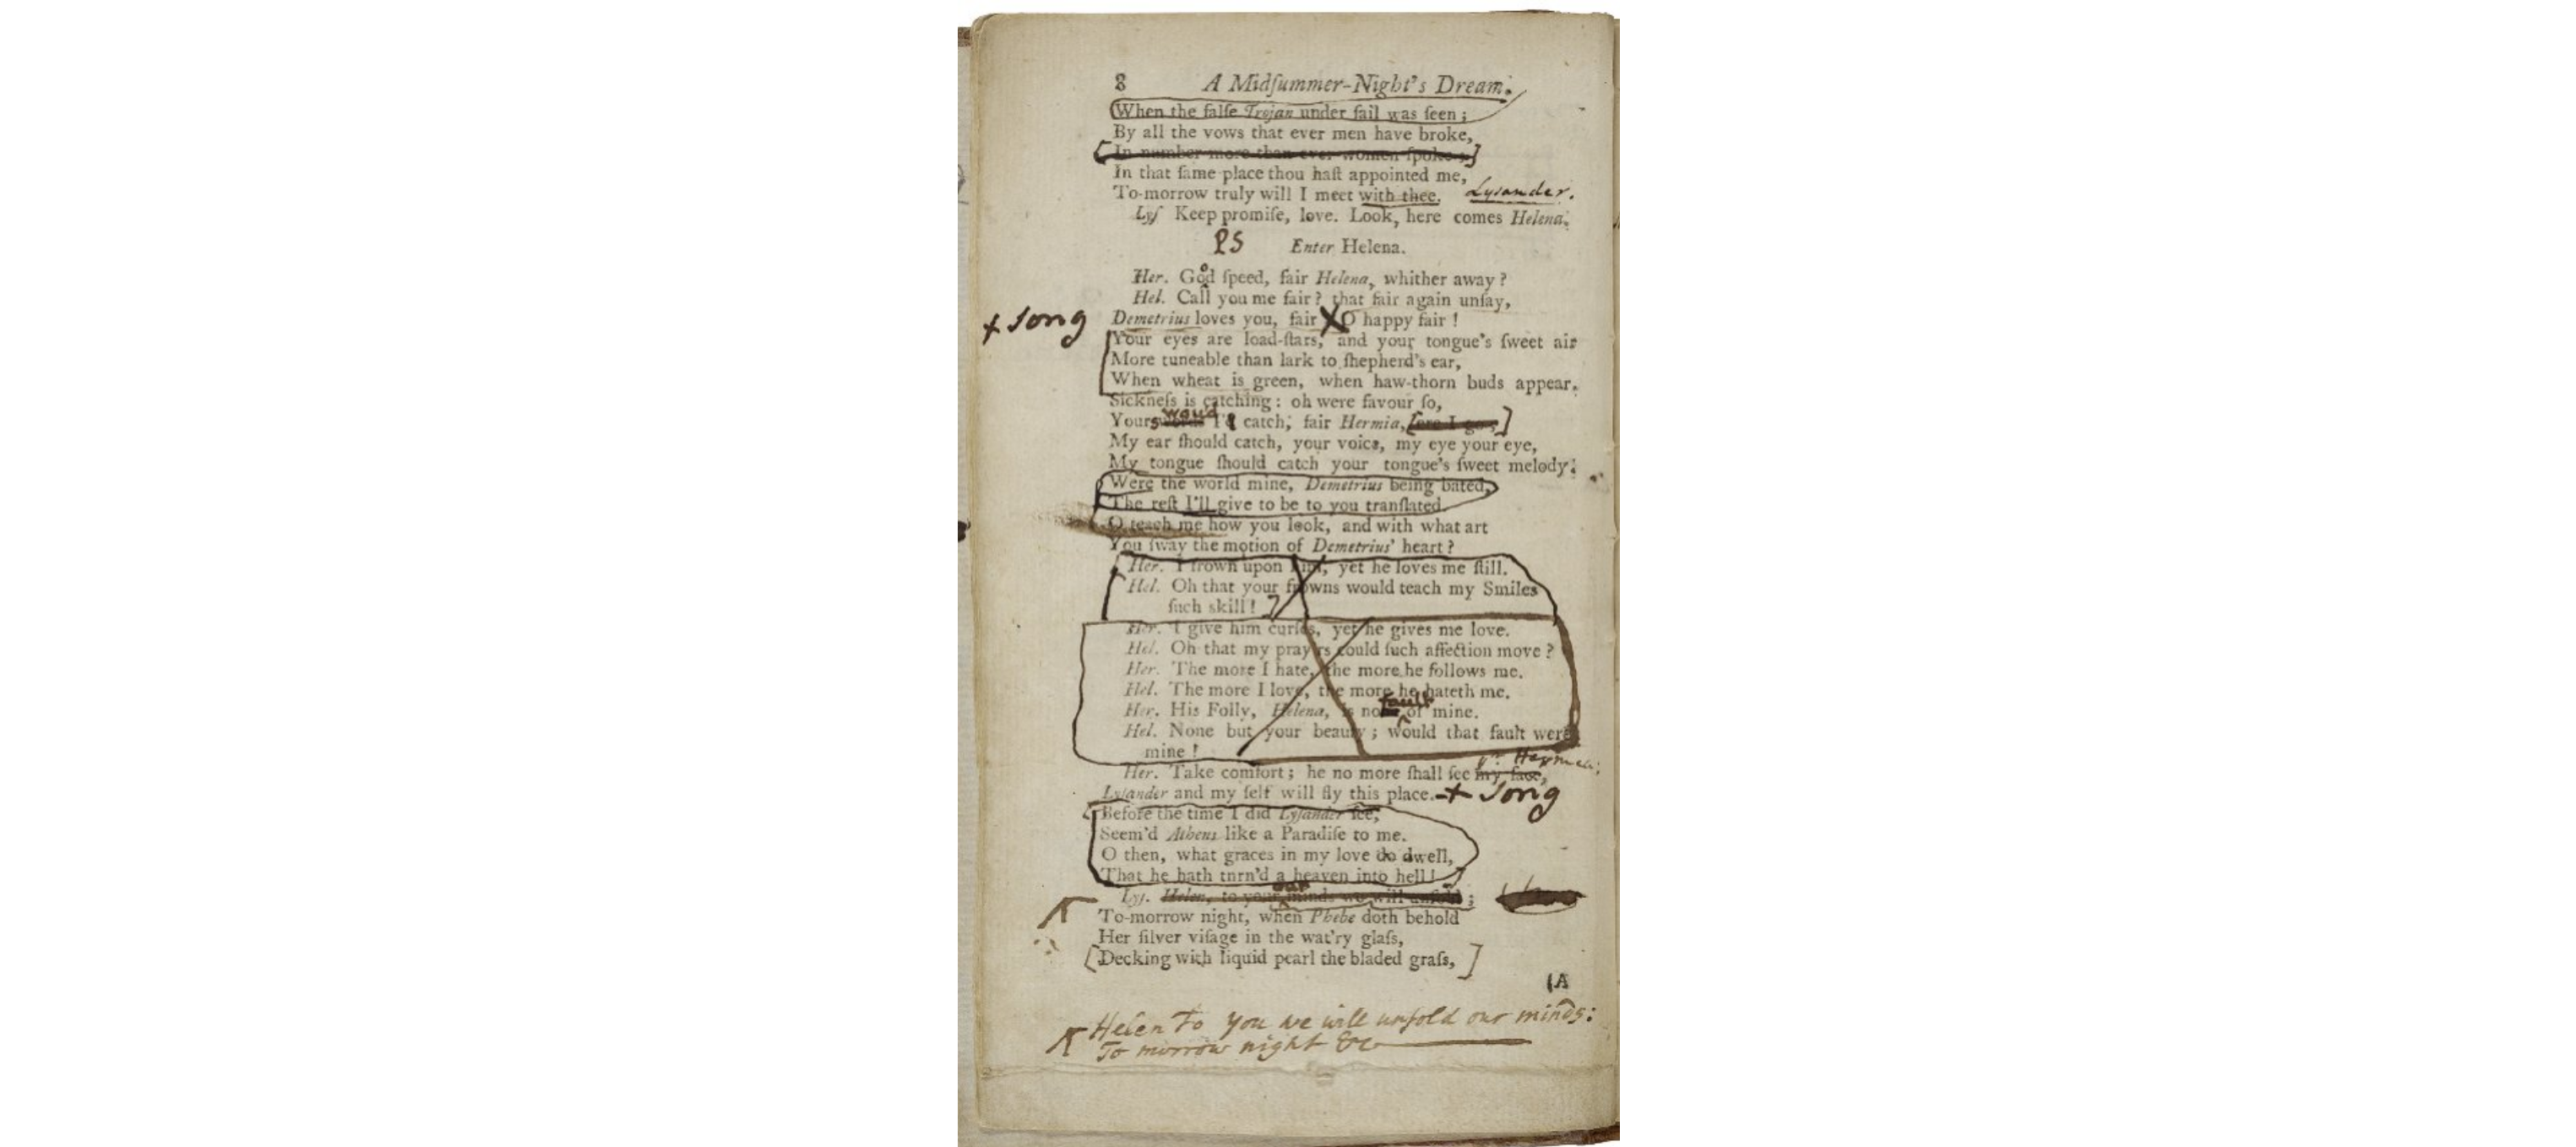 8 A Midſummer-Night's Dream.
When the falſe Trojan under ſail was ſeen;
By all the vows that ever men have broke,
In number more than ever women ſpoke;
In that ſame place thou haſt appointed me,
To-morrow truly will I meet with thee. Lysander.
Lyſ. Keep promiſe, love. Look, here comes Helena.
PS Enter Helena.
Her. God ſpeed, fair Helena, whither away?
Hel. Call you me fair? that fair again unſay,
+ Song Demetrius loves you, fair X O happy fair!
Your eyes are load-ſtars, and your tongue's ſweet air
More tuneable than lark to ſhepherd's ear,
When wheat is green, when haw-thorn buds appear.
Sickneſs is catching: oh were favour ſo,
woud
Yours I'd catch, fair Hermia, [ere I go,]
My ear ſhould catch, your voice, my eye your eye,
My tongue ſhould catch your tongue's ſweet melody.
Were the world mine, Demetrius being bated,
The reſt I'll give to be to you tranſlated.
O teach me how you look, and with what art
You ſway the motion of Demetrius' heart?
Her. I frown upon him, yet he loves me ſtill.
Hel. Oh that your frowns would teach my Smiles
ſuch skill!
Her. I give him curſes, yet he gives me love.
Hel. Oh that my prayers could ſuch affection move?
Her. The more I hate, the more he follows me.
Hel. The more I love, the more he hateth me.
fault
Her. His Folly, Helena, is no of mine.
Hel. None but your beauty; would that fault were
mine!
Hermia;
Her. Take comfort; he no more ſhall ſee my face,
Lyſander and my ſelf will fly this place. + Song
Before the time I did Lyſander ſee,
Seem'd Athens like a Paradiſe to me.
O then, what graces in my love do dwell,
That he hath tnrn'd a heaven into hell!
our
Lyſ. Helen, to your minds we will unfold;
To-morrow night, when Phebe doth behold
Her ſilver viſage in the wat'ry glaſs,
[Decking with liquid pearl the bladed graſs,]
(A
Helen to you we will unfold our minds:
To morrow night &c